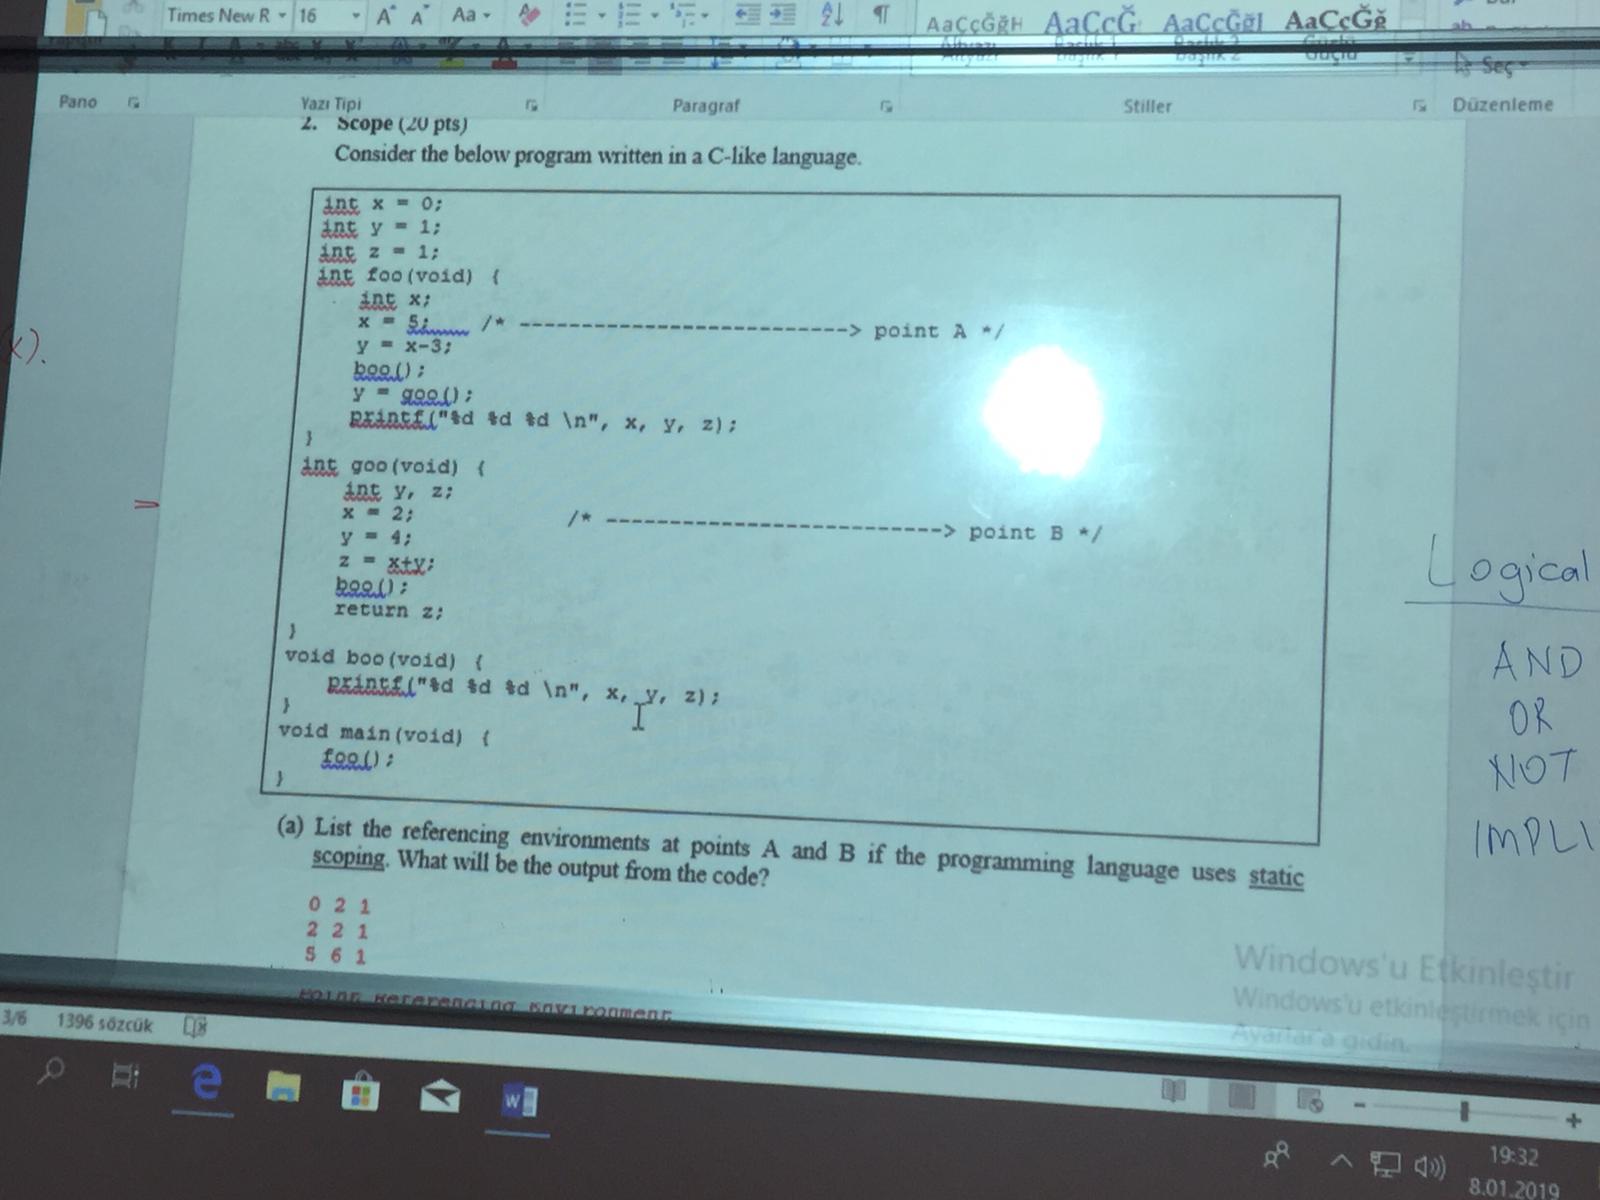 Times New R 16 A A Aa
AaCcĞğH AaCcĞ AaCcĞğI AaCcĞğ
Altyazı Başlık 1 Başlık 2 Güçlü
Seç
Pano Yazı Tipi Paragraf Stiller Düzenleme
2. Scope (20 pts)
Consider the below program written in a C-like language.
int x = 0;
int y = 1;
int z = 1;
int foo(void) {
int x;
x = 5; /* --------------------------> point A */
y = x-3;
boo();
y = goo();
printf("%d %d %d \n", x, y, z);
}
int goo(void) {
int y, z;
x = 2; /* --------------------------> point B */
y = 4;
z = x+y;
boo();
return z;
}
void boo(void) {
printf("%d %d %d \n", x, y, z);
}
void main(void) {
foo();
}
(a) List the referencing environments at points A and B if the programming language uses static
scoping. What will be the output from the code?
0 2 1
2 2 1
5 6 1
Point Referencing Environment
x).
=
Logical
AND
OR
NOT
IMPLI
Windows'u Etkinleştir
Windows'u etkinleştirmek için
Ayarlar'a gidin.
3/6 1396 sözcük
19:32
8.01.2019